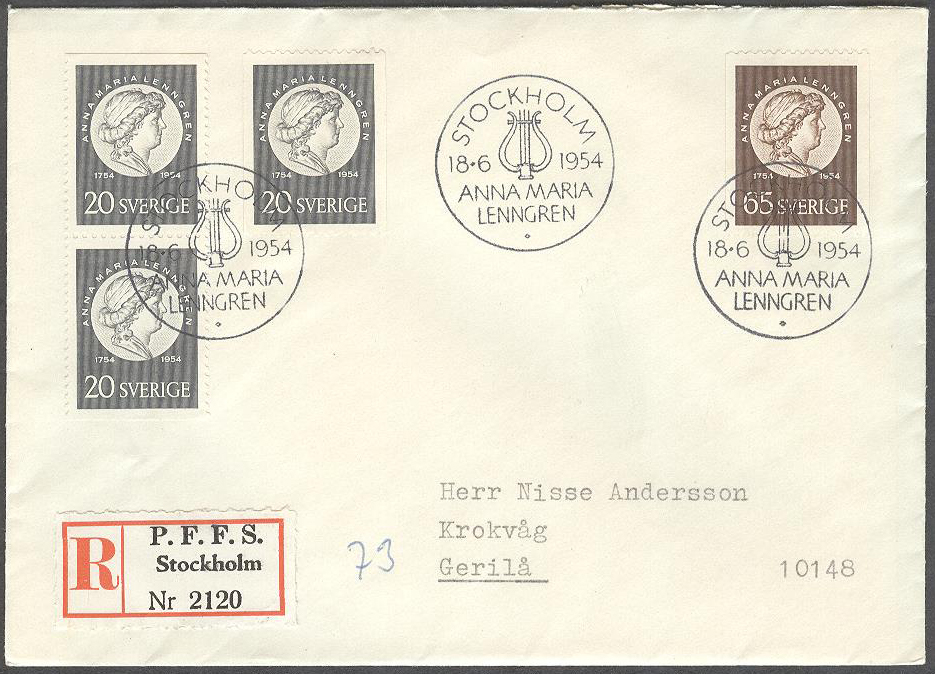 ANNA MARIA LENNGREN
1754 1954
20 SVERIGE
ANNA MARIA LENNGREN
1754 1954
20 SVERIGE
ANNA MARIA LENNGREN
1754 1954
20 SVERIGE
STOCKHOLM
18•6 1954
ANNA MARIA
LENNGREN
STOCKHOLM
18•6 1954
ANNA MARIA
LENNGREN
ANNA MARIA LENNGREN
1754 1954
65 SVERIGE
STOCKHOLM
18•6 1954
ANNA MARIA
LENNGREN
R
P. F. F. S.
Stockholm
Nr 2120
73
Herr Nisse Andersson
Krokvåg
Gerilå
10148